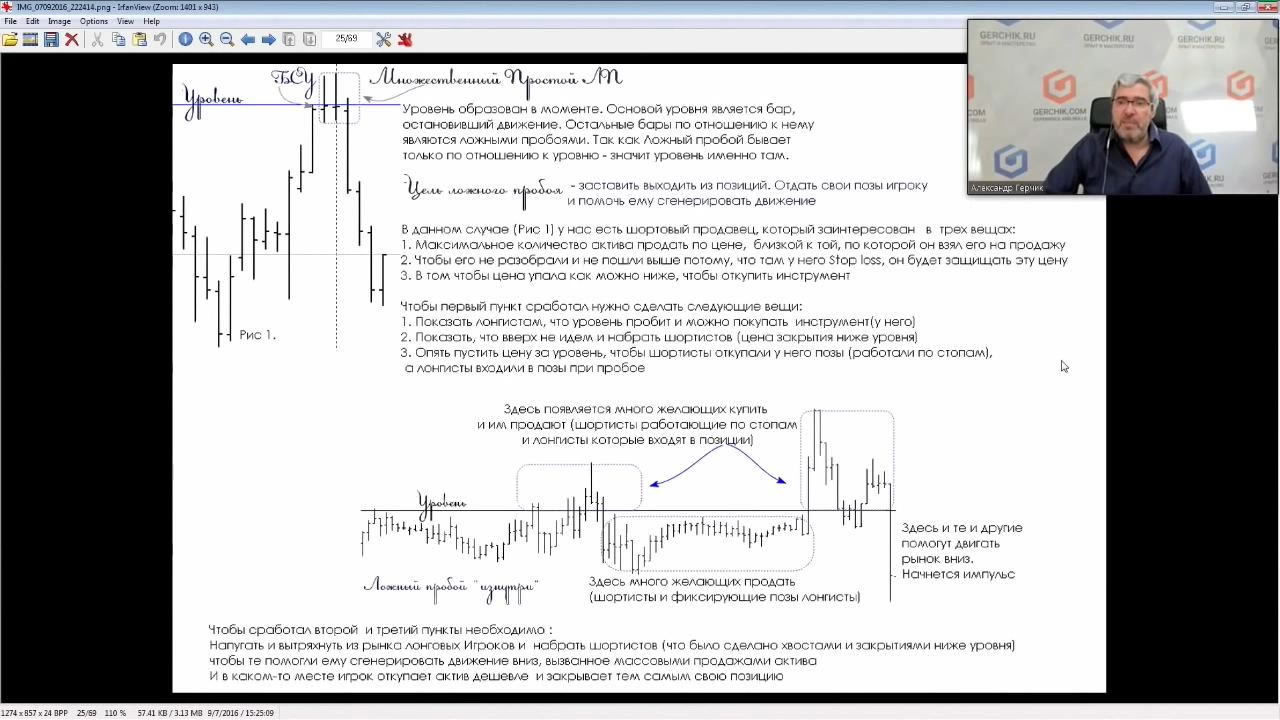 IMG_07092016_222414.png - IrfanView (Zoom: 1401 x 943)
File Edit Image Options View Help
25/69
GERCHIK.RU
ОПЫТ И МАСТЕРСТВО
GERCHIK.RU
ОПЫТ И МАСТЕРСТВО
GERCHIK.RU
GERCHIK.COM
GERCHIK.COM
Александр Герчик
БСУ Множественный Простой ЛП
Уровень
Уровень образован в моменте. Основой уровня является бар,
остановивший движение. Остальные бары по отношению к нему
являются ложными пробоями. Так как Ложный пробой бывает
только по отношению к уровню - значит уровень именно там.
Цель ложного пробоя - заставить выходить из позиций. Отдать свои позы игроку
и помочь ему сгенерировать движение
В данном случае (Рис 1) у нас есть шортовый продавец, который заинтересован в трех вещах:
1. Максимальное количество актива продать по цене, близкой к той, по которой он взял его на продажу
2. Чтобы его не разобрали и не пошли выше потому, что там у него Stop loss, он будет защищать эту цену
3. В том чтобы цена упала как можно ниже, чтобы откупить инструмент
Рис 1.
Чтобы первый пункт сработал нужно сделать следующие вещи:
1. Показать лонгистам, что уровень пробит и можно покупать инструмент(у него)
2. Показать, что вверх не идем и набрать шортистов (цена закрытия ниже уровня)
3. Опять пустить цену за уровень, чтобы шортисты откупали у него позы (работали по стопам),
а лонгисты входили в позы при пробое
Здесь появляется много желающих купить
и им продают (шортисты работающие по стопам
и лонгисты которые входят в позиции)
Уровень
Здесь и те и другие
помогут двигать
рынок вниз.
Начнется импульс
Ложный пробой "изнутри"
Здесь много желающих продать
(шортисты и фиксирующие позы лонгисты)
Чтобы сработал второй и третий пункты необходимо :
Напугать и вытряхнуть из рынка лонговых Игроков и набрать шортистов (что было сделано хвостами и закрытиями ниже уровня)
чтобы те помогли ему сгенерировать движение вниз, вызванное массовыми продажами актива
И в каком-то месте игрок откупает актив дешевле и закрывает тем самым свою позицию
1274 x 857 x 24 BPP 25/69 110 % 57.41 KB / 3.13 MB 9/7/2016 / 15:25:09